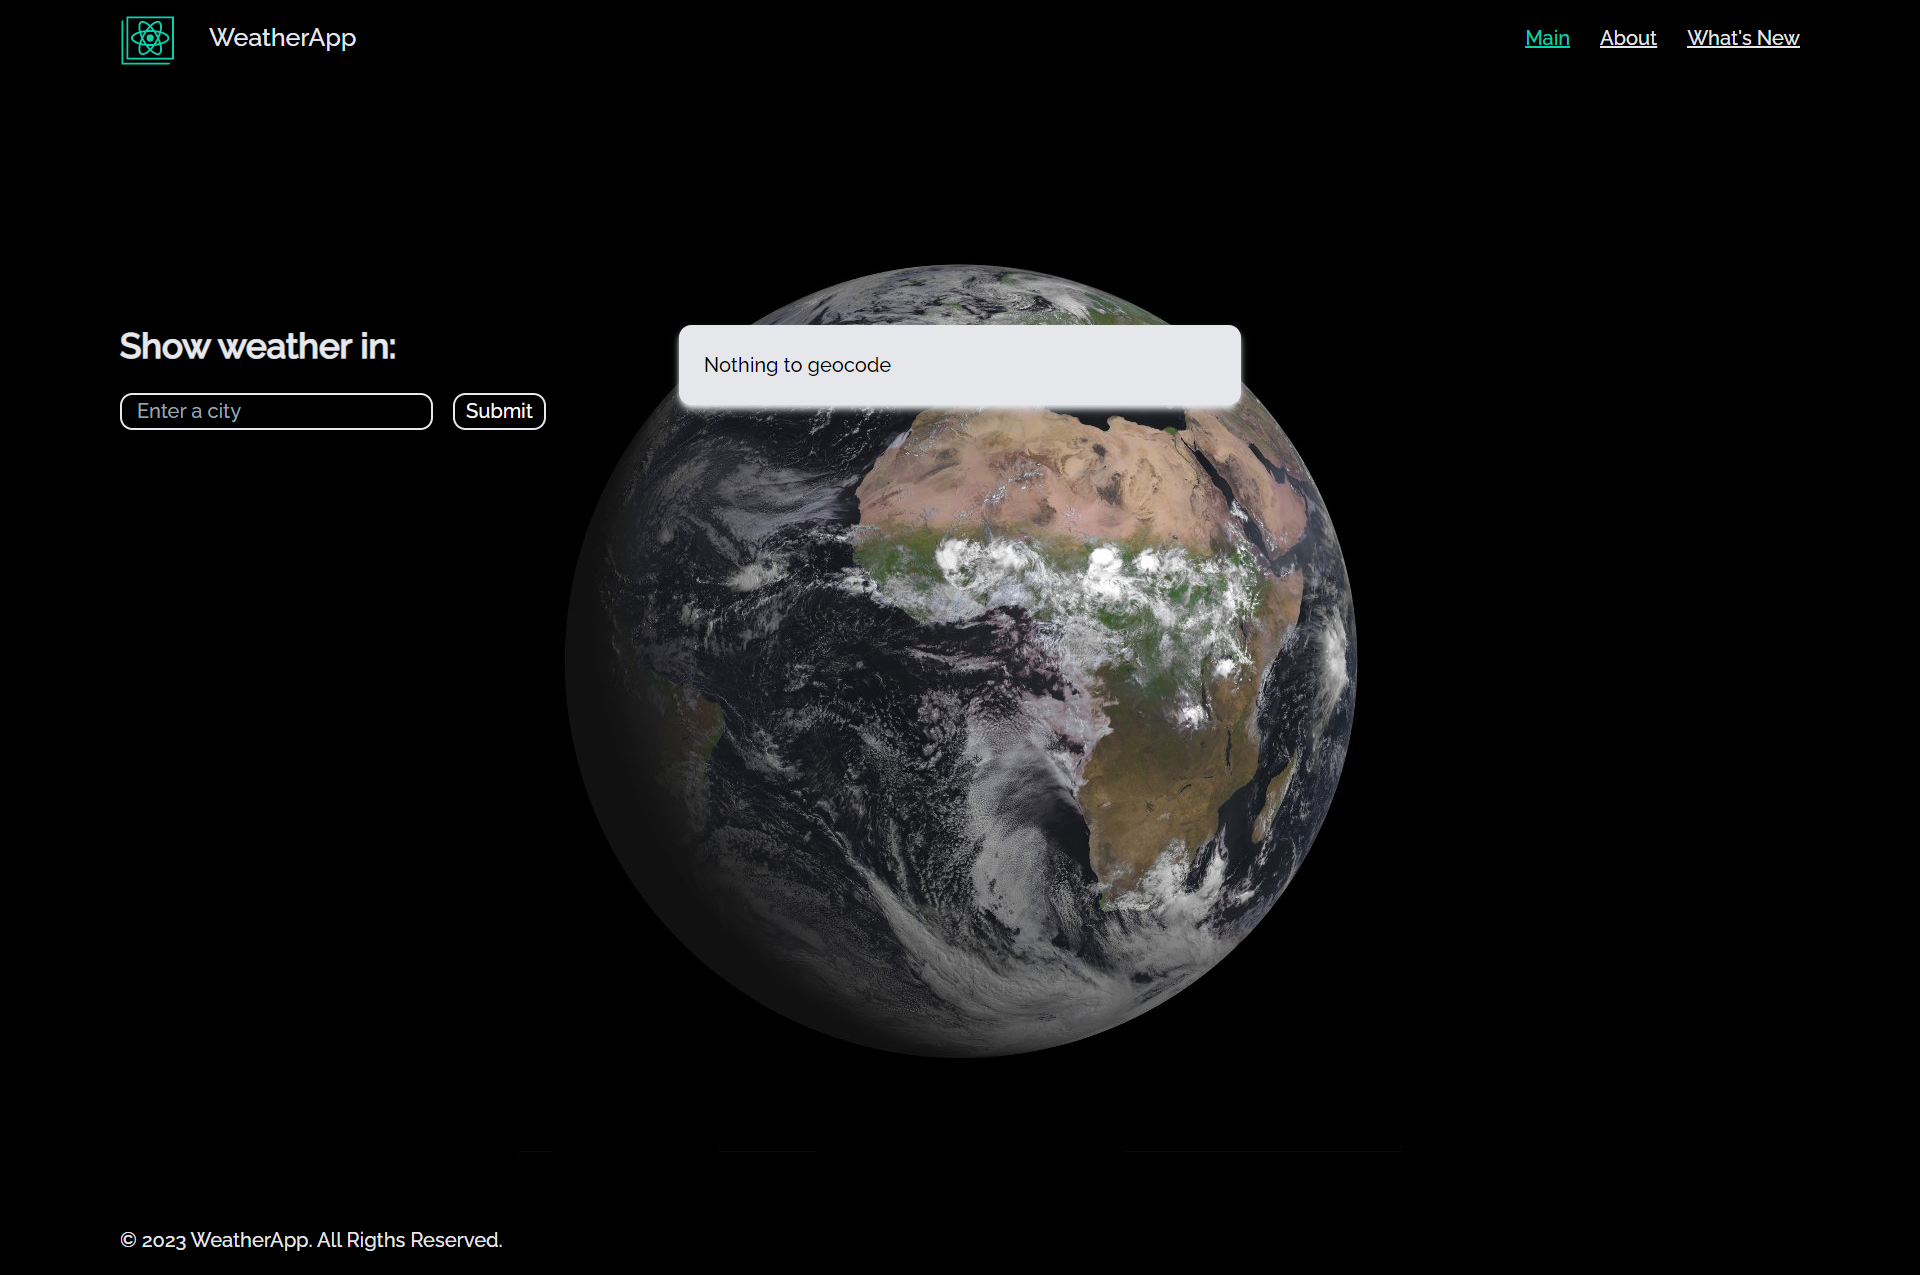 WeatherApp
Main About What's New
Show weather in:
Enter a city
Submit
Nothing to geocode
© 2023 WeatherApp. All Rigths Reserved.